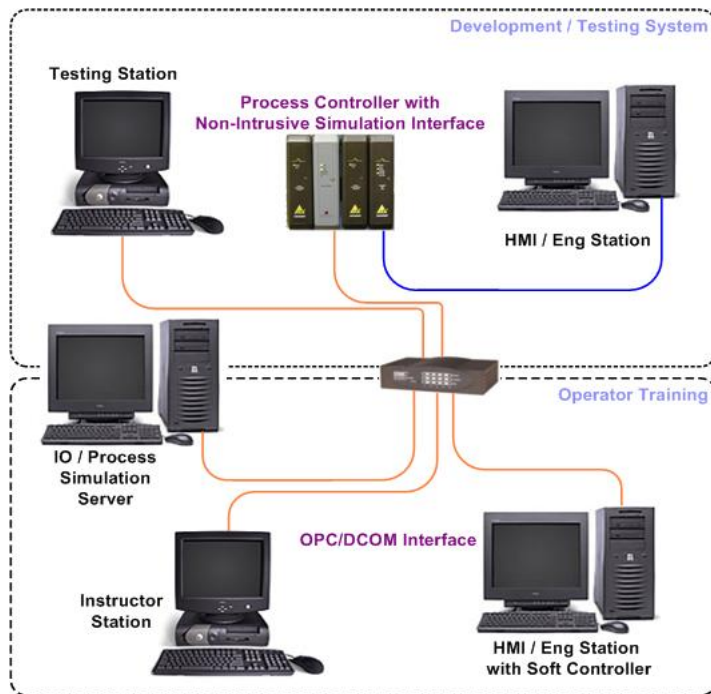 Development / Testing System
Testing Station
Process Controller with
Non-Intrusive Simulation Interface
HMI / Eng Station
Operator Training
IO / Process
Simulation
Server
OPC/DCOM Interface
Instructor
Station
HMI / Eng Station
with Soft Controller